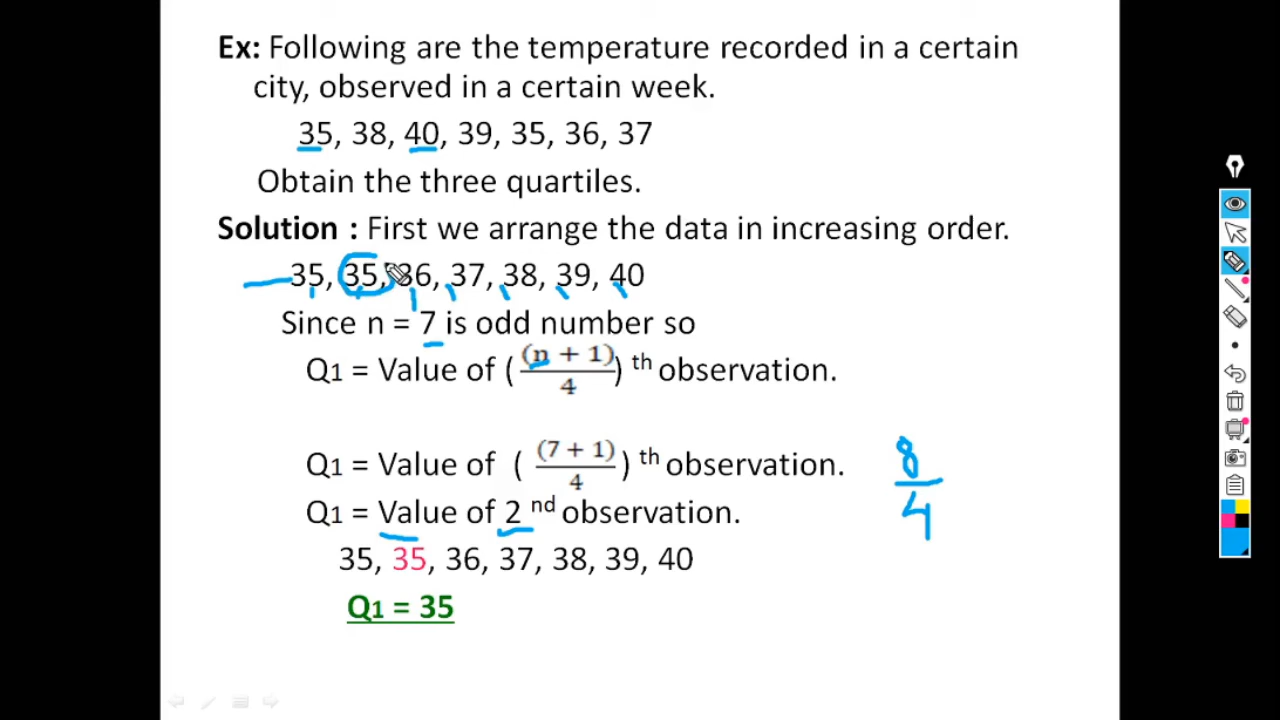 Ex: Following are the temperature recorded in a certain
city, observed in a certain week.
35, 38, 40, 39, 35, 36, 37
Obtain the three quartiles.
Solution : First we arrange the data in increasing order.
35, 35, 36, 37, 38, 39, 40
Since n = 7 is odd number so
Q1 = Value of ( (n + 1)/4 ) th observation.
Q1 = Value of ( (7 + 1)/4 ) th observation.
8/4
Q1 = Value of 2 nd observation.
35, 35, 36, 37, 38, 39, 40
Q1 = 35